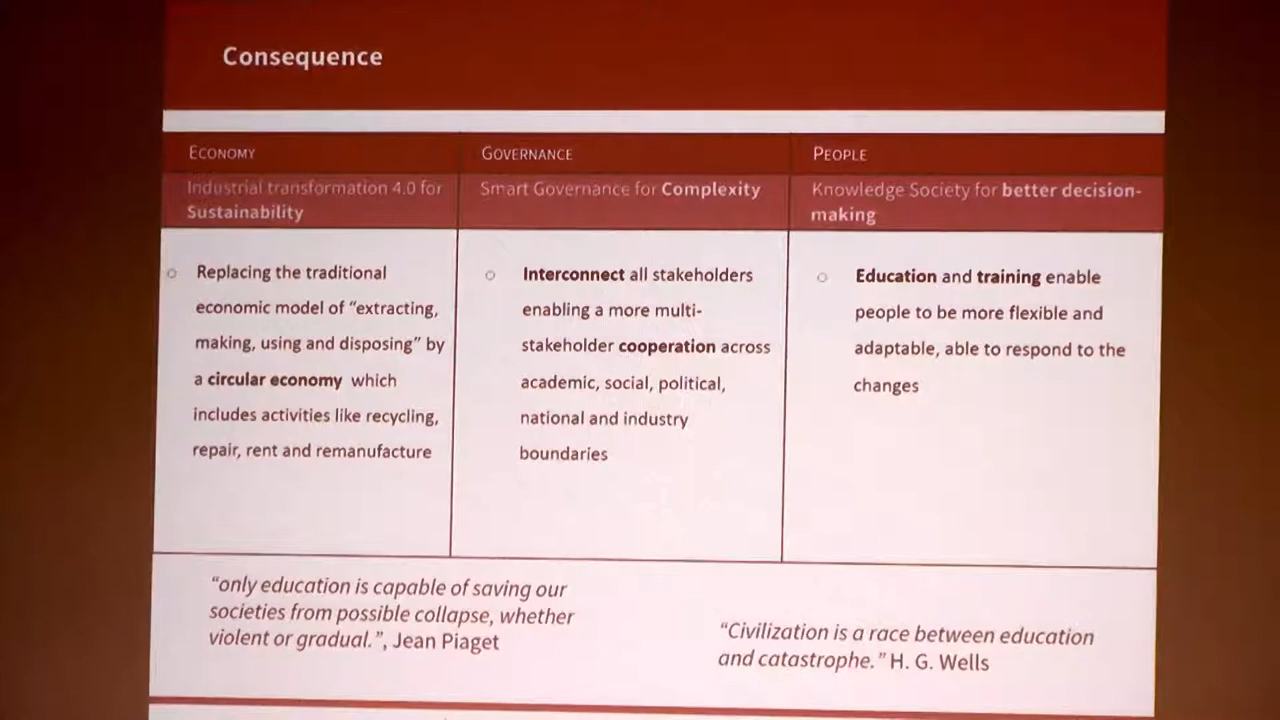 Consequence
ECONOMY
Industrial transformation 4.0 for
Sustainability
Replacing the traditional
economic model of “extracting,
making, using and disposing” by
a circular economy which
includes activities like recycling,
repair, rent and remanufacture
GOVERNANCE
Smart Governance for Complexity
Interconnect all stakeholders
enabling a more multi-
stakeholder cooperation across
academic, social, political,
national and industry
boundaries
PEOPLE
Knowledge Society for better decision-
making
Education and training enable
people to be more flexible and
adaptable, able to respond to the
changes
“only education is capable of saving our
societies from possible collapse, whether
violent or gradual.”, Jean Piaget
“Civilization is a race between education
and catastrophe.” H. G. Wells